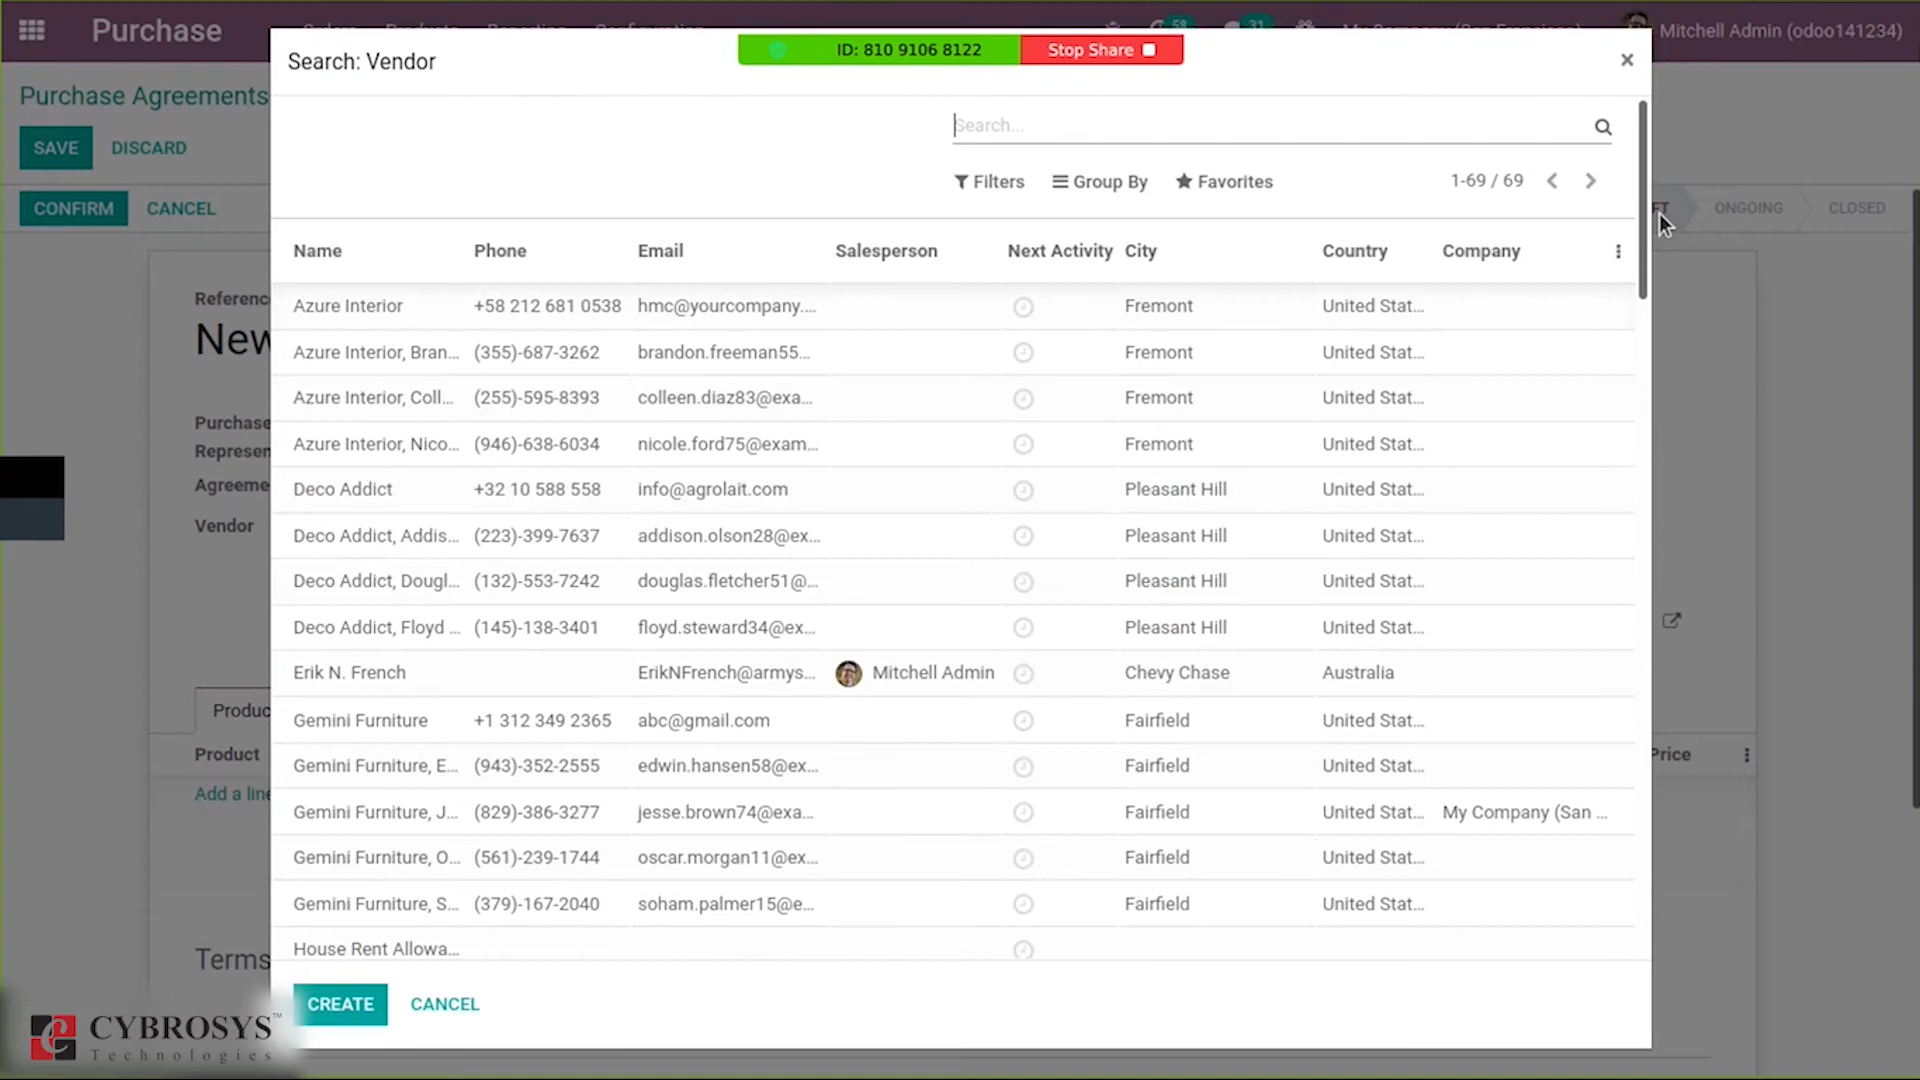 Purchase
58
31
Mitchell Admin (odoo141234)
ID: 810 9106 8122
Stop Share
Search: Vendor
×
Purchase Agreements
Search...
SAVE
DISCARD
Filters
Group By
Favorites
1-69 / 69
CONFIRM
CANCEL
FT
ONGOING
CLOSED
Name Phone Email Salesperson Next Activity City Country Company
Referenc
New
Azure Interior +58 212 681 0538 hmc@yourcompany.... Fremont United Stat...
Azure Interior, Bran... (355)-687-3262 brandon.freeman55... Fremont United Stat...
Azure Interior, Coll... (255)-595-8393 colleen.diaz83@exa... Fremont United Stat...
Purchase
Azure Interior, Nico... (946)-638-6034 nicole.ford75@exam... Fremont United Stat...
Represen
Agreeme
Deco Addict +32 10 588 558 info@agrolait.com Pleasant Hill United Stat...
Vendor
Deco Addict, Addis... (223)-399-7637 addison.olson28@ex... Pleasant Hill United Stat...
Deco Addict, Dougl... (132)-553-7242 douglas.fletcher51@... Pleasant Hill United Stat...
Deco Addict, Floyd ... (145)-138-3401 floyd.steward34@ex... Pleasant Hill United Stat...
Erik N. French ErikNFrench@armys... Mitchell Admin Chevy Chase Australia
Produc
Gemini Furniture +1 312 349 2365 abc@gmail.com Fairfield United Stat...
Product
Price
Gemini Furniture, E... (943)-352-2555 edwin.hansen58@ex... Fairfield United Stat...
Add a line
Gemini Furniture, J... (829)-386-3277 jesse.brown74@exa... Fairfield United Stat... My Company (San ...
Gemini Furniture, O... (561)-239-1744 oscar.morgan11@ex... Fairfield United Stat...
Gemini Furniture, S... (379)-167-2040 soham.palmer15@e... Fairfield United Stat...
House Rent Allowa...
Terms
CREATE
CANCEL
CYBROSYS™
Technologies